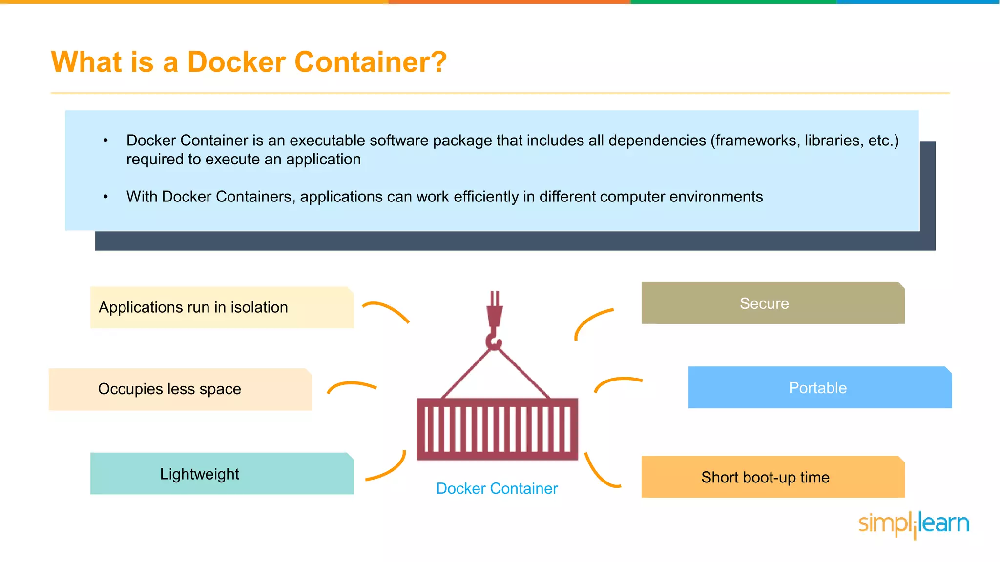 What is a Docker Container?
• Docker Container is an executable software package that includes all dependencies (frameworks, libraries, etc.)
required to execute an application
• With Docker Containers, applications can work efficiently in different computer environments
Applications run in isolation
Secure
Occupies less space
Portable
Lightweight
Short boot-up time
Docker Container
simplilearn